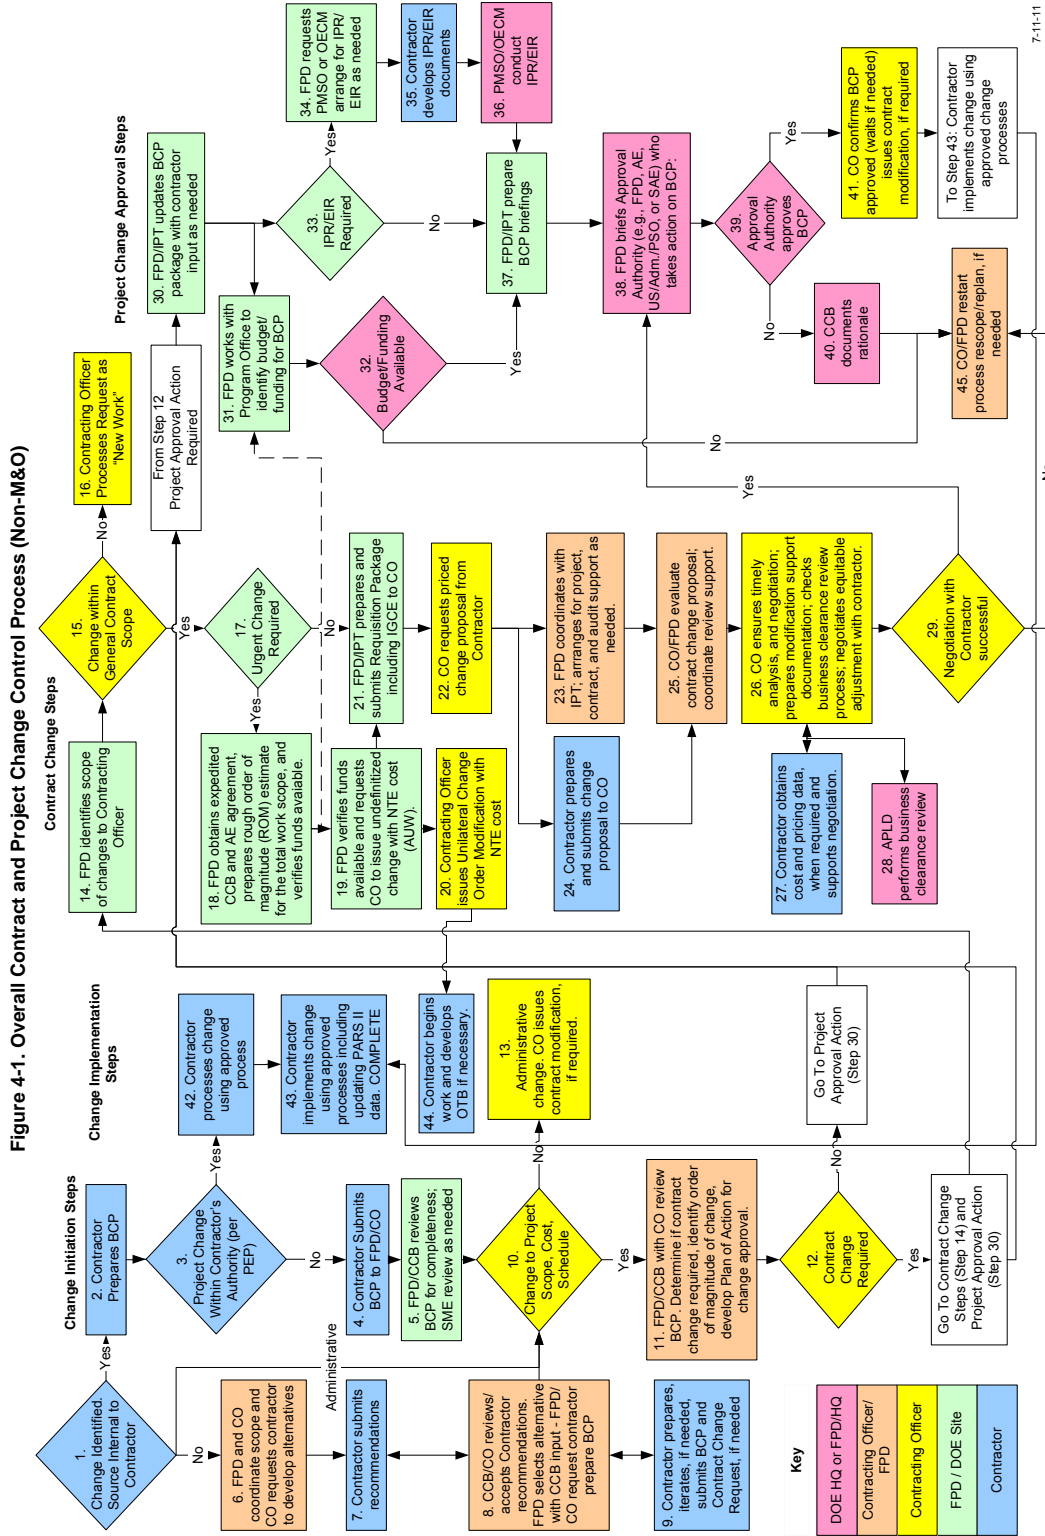 Figure 4-1. Overall Contract and Project Change Control Process (Non-M&O)
Change Initiation Steps
1.
Change Identified.
Source Internal to
Contractor
Yes
No
Administrative
2. Contractor
Prepares BCP
3.
Project Change
Within Contractor's
Authority (per
PEP)
Yes
No
4. Contractor Submits
BCP to FPD/CO
5. FPD/CCB reviews
BCP for completeness;
SME review as needed
6. FPD and CO
coordinate scope and
CO requests contractor
to develop alternatives
7. Contractor submits
recommendations
8. CCB/CO reviews/
accepts Contractor
recommendations.
FPD selects alternative
with CCB input - FPD/
CO request contractor
prepare BCP
9. Contractor prepares,
iterates, if needed,
submits BCP and
Contract Change
Request, if needed
10.
Change to Project
Scope, Cost,
Schedule
No
Yes
11. FPD/CCB with CO review
BCP. Determine if contract
change required, identify order
of magnitude of change,
develop Plan of Action for
change approval.
12.
Contract
Change
Required
No
Yes
Go To Contract Change
Steps (Step 14) and
Project Approval Action
(Step 30)
Change Implementation
Steps
42. Contractor
processes change
using approved
process
43. Contractor
implements change
using approved
processes including
updating PARS II
data. COMPLETE
44. Contractor begins
work and develops
OTB if necessary.
13.
Administrative
change. CO issues
contract modification,
if required.
Go To Project
Approval Action
(Step 30)
Contract Change Steps
14. FPD identifies scope
of changes to Contracting
Officer
15.
Change within
General Contract
Scope
No
Yes
16. Contracting Officer
Processes Request as
"New Work"
17.
Urgent Change
Required
Yes
No
18. FPD obtains expedited
CCB and AE agreement,
prepares rough order of
magnitude (ROM) estimate
for the total work scope, and
verifies funds available.
19. FPD verifies funds
available and requests
CO to issue undefinitized
change with NTE cost
(AUW).
20. Contracting Officer
issues Unilateral Change
Order Modification with
NTE cost
21. FPD/IPT prepares and
submits Requisition Package
including IGCE to CO
22. CO requests priced
change proposal from
Contractor
23. FPD coordinates with
IPT; arranges for project,
contract, and audit support as
needed.
24. Contractor prepares
and submits change
proposal to CO
25. CO/FPD evaluate
contract change proposal;
coordinate review support.
26. CO ensures timely
analysis, and negotiation;
prepares modification support
documentation; checks
business clearance review
process; negotiates equitable
adjustment with contractor.
27. Contractor obtains
cost and pricing data,
when required and
supports negotiation.
28. APLD
performs business
clearance review
29.
Negotiation with
Contractor
successful
Yes
No
Project Change Approval Steps
From Step 12
Project Approval Action
Required
30. FPD/IPT updates BCP
package with contractor
input as needed
31. FPD works with
Program Office to
identify budget/
funding for BCP
32.
Budget/Funding
Available
Yes
No
33.
IPR/EIR
Required
Yes
No
34. FPD requests
PMSO or OECM
arrange for IPR/
EIR as needed
35. Contractor
develops IPR/EIR
documents
36. PMSO/OECM
conduct
IPR/EIR
37. FPD/IPT prepare
BCP briefings
38. FPD briefs Approval
Authority (e.g., FPD, AE,
US/Adm./PSO, or SAE) who
takes action on BCP:
39.
Approval
Authority
approves
BCP
Yes
No
40. CCB
documents
rationale
41. CO confirms BCP
approved (waits if needed)
issues contract
modification, if required
To Step 43: Contractor
implements change using
approved change
processes
45. CO/FPD restart
process rescope/replan, if
needed
Key
DOE HQ or FPD/HQ
Contracting Officer/
FPD
Contracting Officer
FPD / DOE Site
Contractor
7-11-11